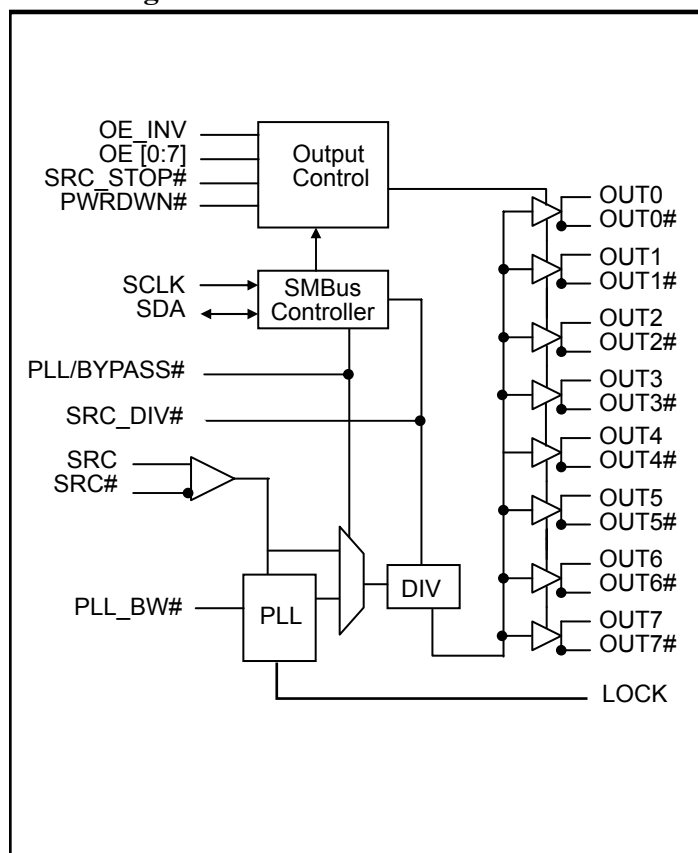 OE_INV
OE [0:7]
SRC_STOP#
PWRDWN#
Output
Control
SCLK
SDA
SMBus
Controller
PLL/BYPASS#
SRC_DIV#
SRC
SRC#
PLL_BW#
PLL
DIV
OUT0
OUT0#
OUT1
OUT1#
OUT2
OUT2#
OUT3
OUT3#
OUT4
OUT4#
OUT5
OUT5#
OUT6
OUT6#
OUT7
OUT7#
LOCK